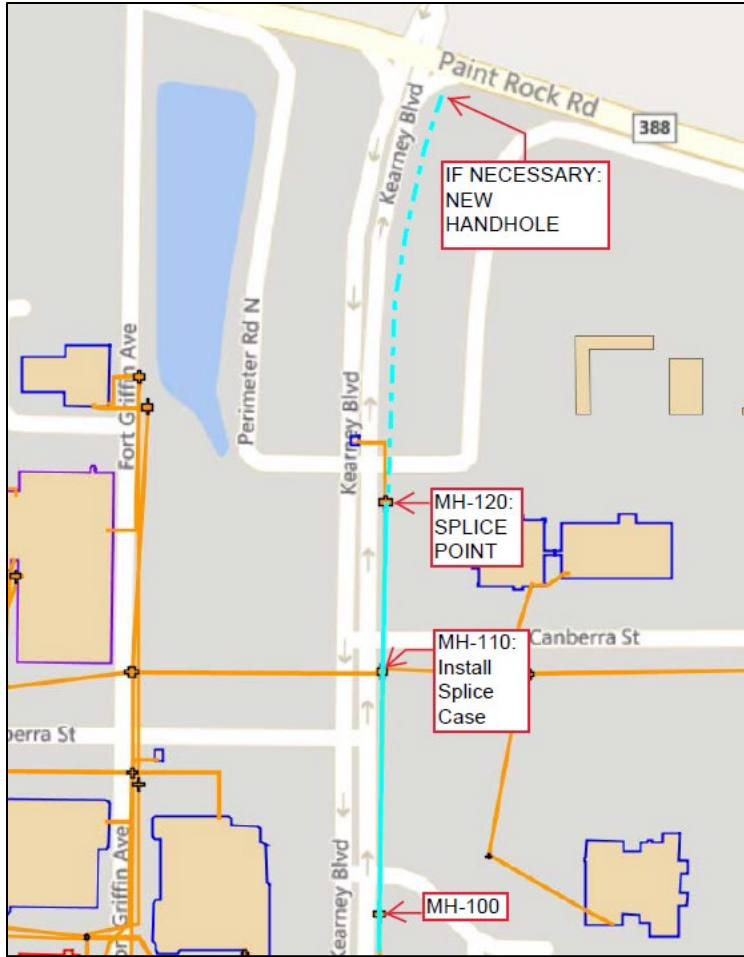 Paint Rock Rd
388
Kearney Blvd
IF NECESSARY:
NEW
HANDHOLE
Perimeter Rd N
Fort Griffin Ave
Kearney Blvd
MH-120:
SPLICE
POINT
MH-110:
Install
Splice
Case
Canberra St
berra St
Fort Griffin Ave
Kearney Blvd
MH-100